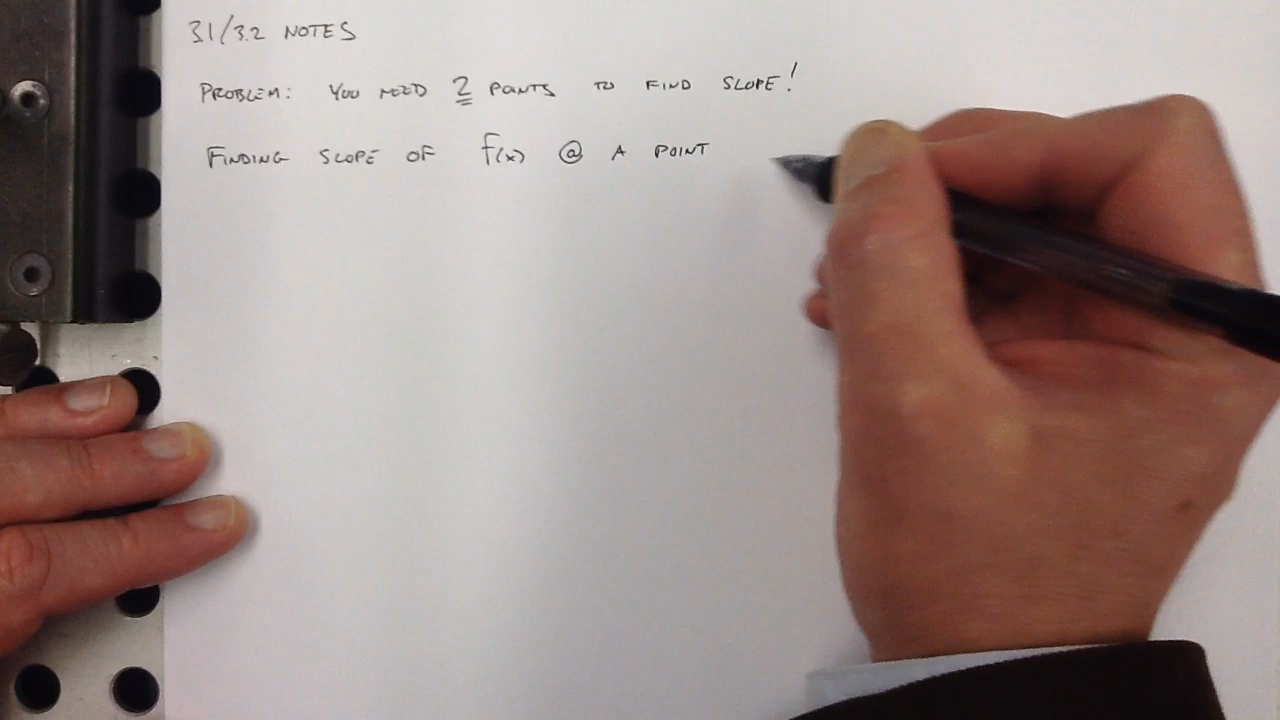 3.1/3.2 NOTES
PROBLEM: YOU NEED 2 POINTS TO FIND SLOPE!
FINDING SLOPE OF f(x) @ A POINT